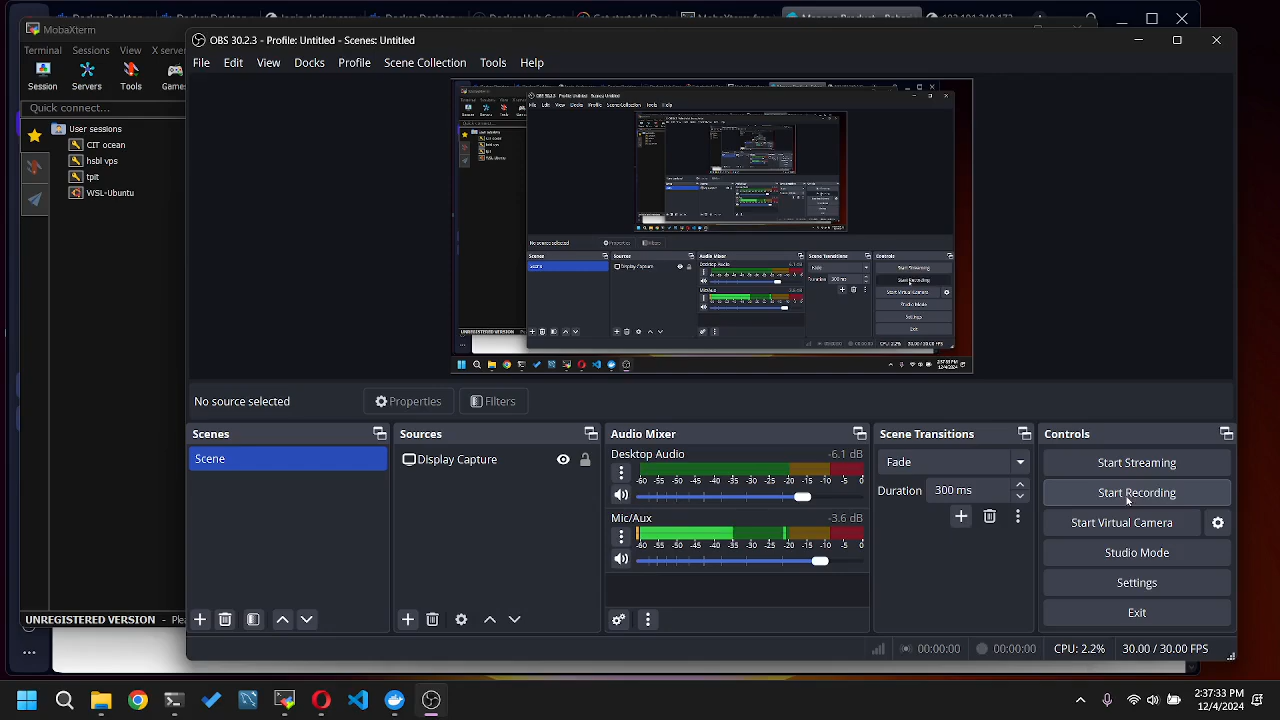 MobaXterm
Terminal Sessions View X server
Session Servers Tools Games
Quick connect...
User sessions
CIT ocean
hsbl vps
tpit
WSL-Ubuntu
UNREGISTERED VERSION - Plea
OBS 30.2.3 - Profile: Untitled - Scenes: Untitled
File Edit View Docks Profile Scene Collection Tools Help
No source selected Properties Filters
Scenes
Scene
Sources
DIsplay Capture
Audio Mixer
Desktop Audio -6.1 dB
-60 -55 -50 -45 -40 -35 -30 -25 -20 -15 -10 -5 0
Mic/Aux -3.6 dB
-60 -55 -50 -45 -40 -35 -30 -25 -20 -15 -10 -5 0
Scene Transitions
Fade
Duration 300 ms
Controls
Start Streaming
Start Recording
Start Virtual Camera
Studio Mode
Settings
Exit
00:00:00 00:00:00 CPU: 2.2% 30.00 / 30.00 FPS
2:37:33 PM
12/4/2024